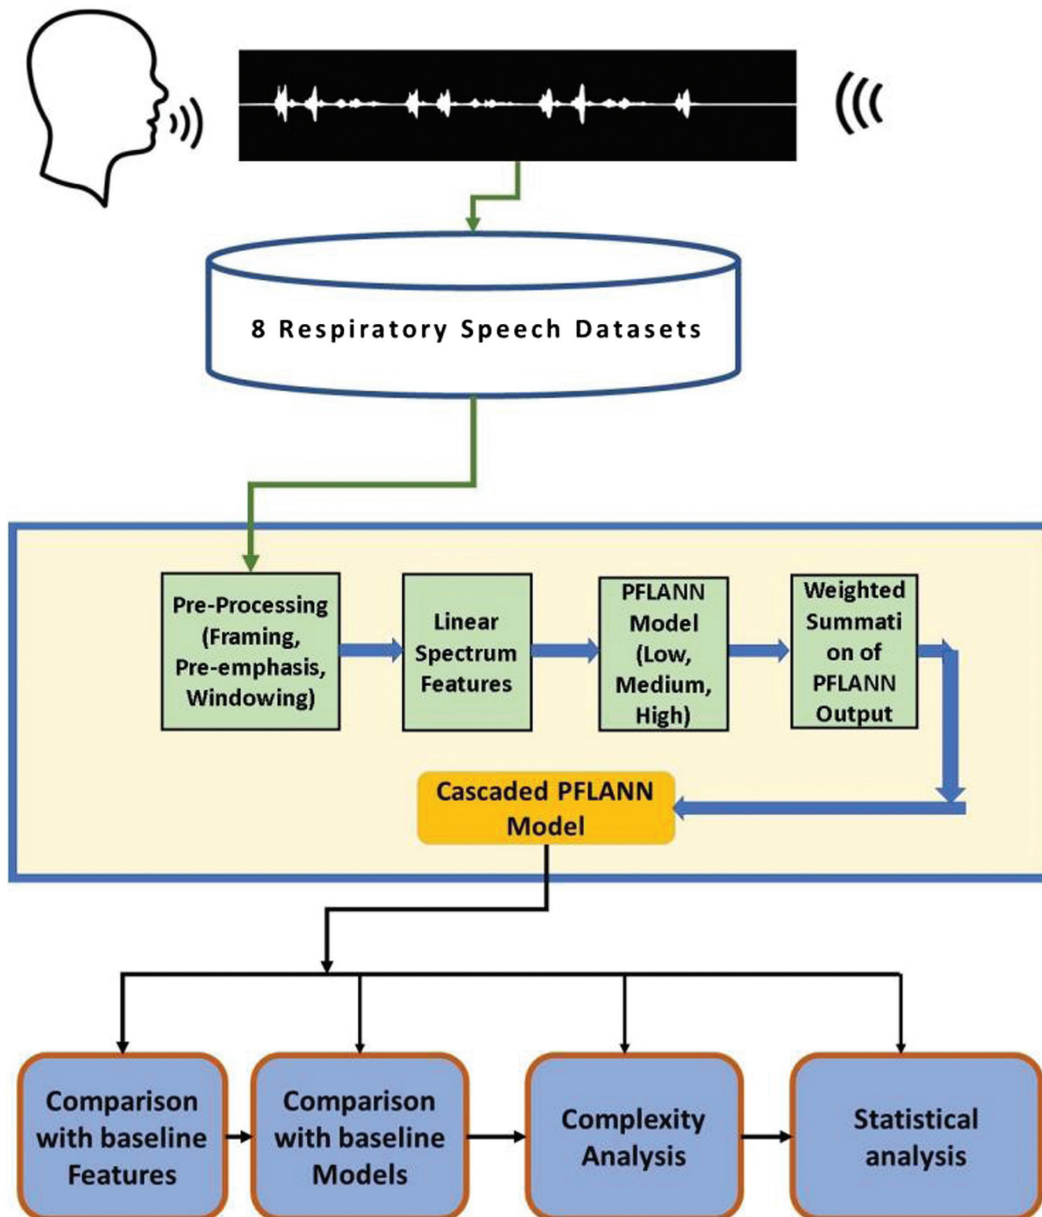 8 Respiratory Speech Datasets
Pre-Processing
(Framing,
Pre-emphasis,
Windowing)
Linear
Spectrum
Features
PFLANN
Model
(Low,
Medium,
High)
Weighted
Summati
on of
PFLANN
Output
Cascaded PFLANN
Model
Comparison
with baseline
Features
Comparison
with baseline
Models
Complexity
Analysis
Statistical
analysis